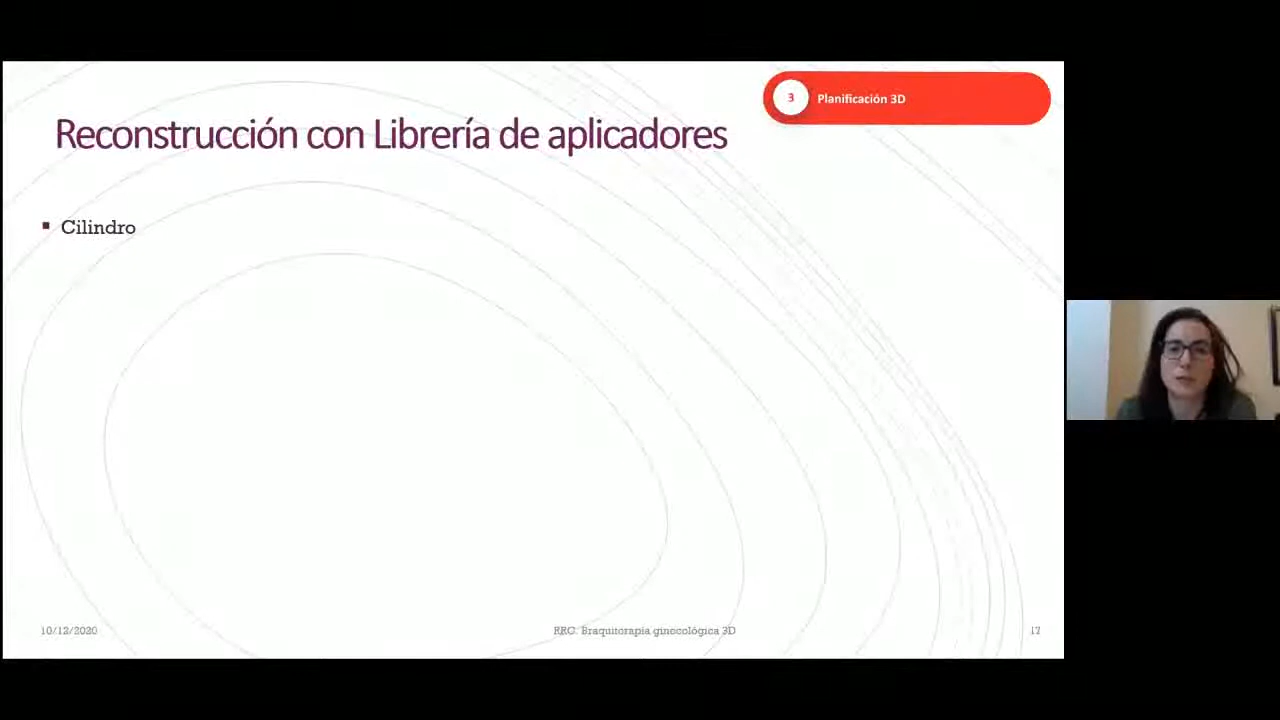 3 Planificación 3D
Reconstrucción con Librería de aplicadores
▪ Cilindro
10/12/2020 RRC. Braquiterapia ginecológica 3D 17